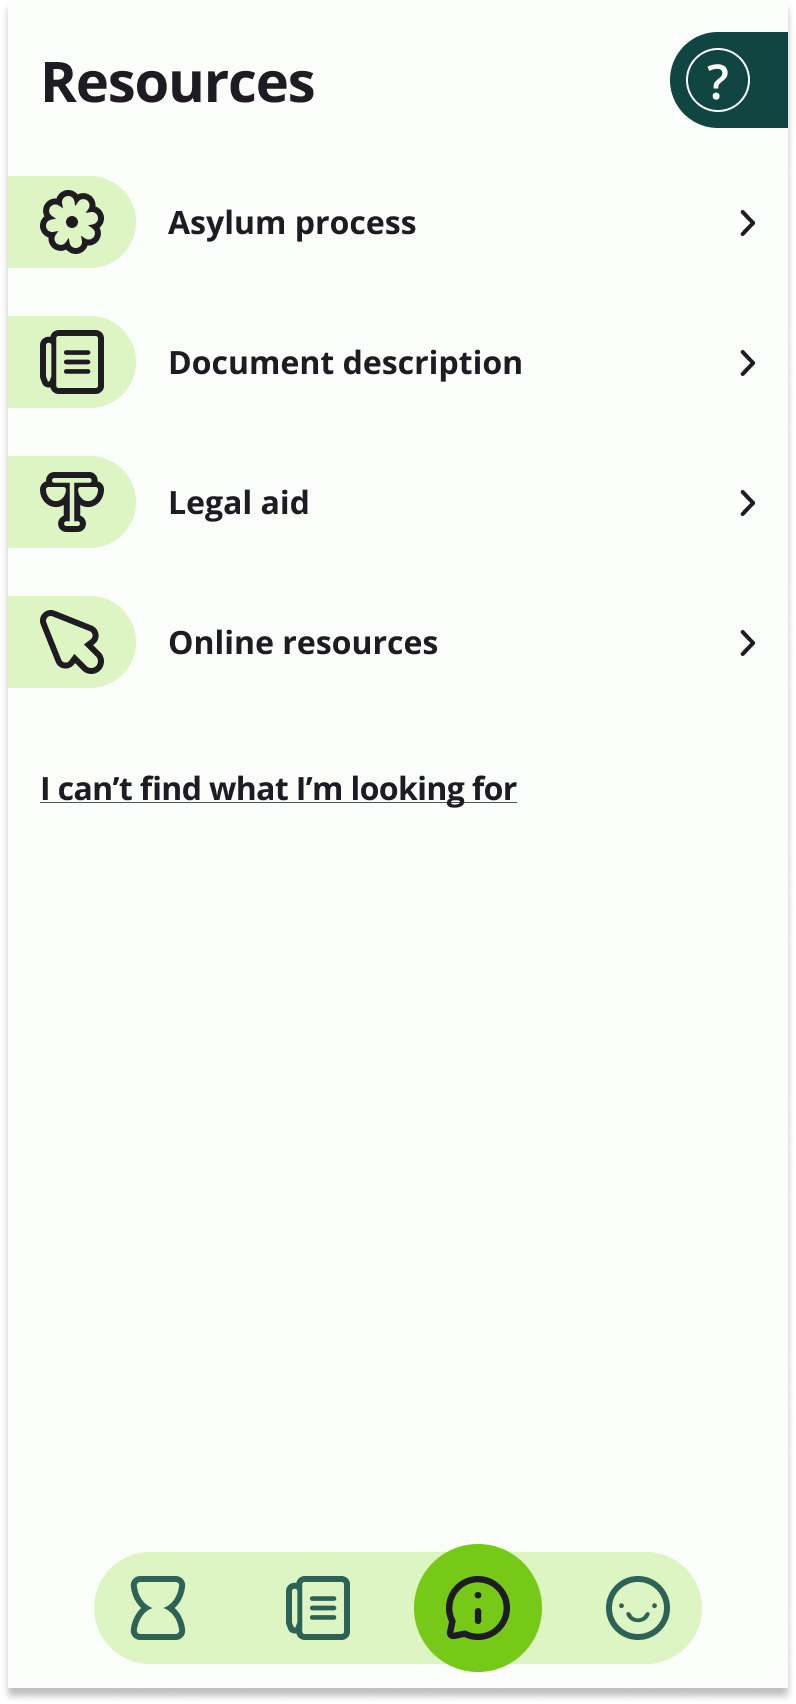 Resources
?
Asylum process
Document description
Legal aid
Online resources
I can’t find what I’m looking for